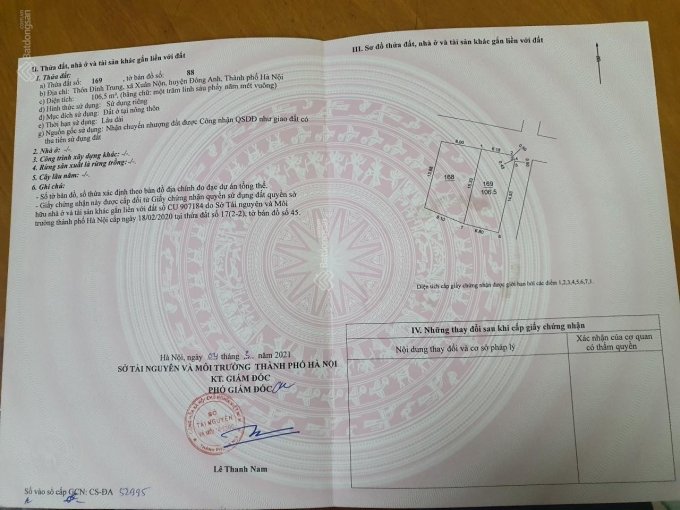 II. Thửa đất, nhà ở và tài sản khác gắn liền với đất
1. Thửa đất:
a) Thửa đất số: 169 , tờ bản đồ số: 88
b) Địa chỉ: Thôn Đình Trung, xã Xuân Nộn, huyện Đông Anh, Thành phố Hà Nội
c) Diện tích: 106,5 m², (bằng chữ: một trăm linh sáu phẩy năm mét vuông)
d) Hình thức sử dụng: Sử dụng riêng
đ) Mục đích sử dụng: Đất ở tại nông thôn
e) Thời hạn sử dụng: Lâu dài
g) Nguồn gốc sử dụng: Nhận chuyển nhượng đất được Công nhận QSDĐ như giao đất có
thu tiền sử dụng đất
2. Nhà ở: -/-
3. Công trình xây dựng khác: -/-
4. Rừng sản xuất là rừng trồng: -/-
5. Cây lâu năm: -/-
6. Ghi chú:
- Số tờ bản đồ, số thửa xác định theo bản đồ địa chính đo đạc dự án tổng thể.
- Giấy chứng nhận này được cấp đổi từ Giấy chứng nhận quyền sử dụng đất quyền sở
hữu nhà ở và tài sản khác gắn liền với đất số CU 907184 do Sở Tài nguyên và Môi
trường thành phố Hà Nội cấp ngày 18/02/2020 tại thửa đất số 17(2-2), tờ bản đồ số 45.
Hà Nội, ngày 04 tháng 3 năm 2021
SỞ TÀI NGUYÊN VÀ MÔI TRƯỜNG THÀNH PHỐ HÀ NỘI
KT. GIÁM ĐỐC
PHÓ GIÁM ĐỐC
SỞ
TÀI NGUYÊN
Lê Thanh Nam
Số vào sổ cấp GCN: CS-ĐA 52995
III. Sơ đồ thửa đất, nhà ở và tài sản khác gắn liền với đất
168
169
106.5
Diện tích cấp giấy chứng nhận được giới hạn bởi các điểm 1,2,3,4,5,6,7,1.
IV. Những thay đổi sau khi cấp giấy chứng nhận
Nội dung thay đổi và cơ sở pháp lý
Xác nhận của cơ quan
có thẩm quyền
Batdongsan